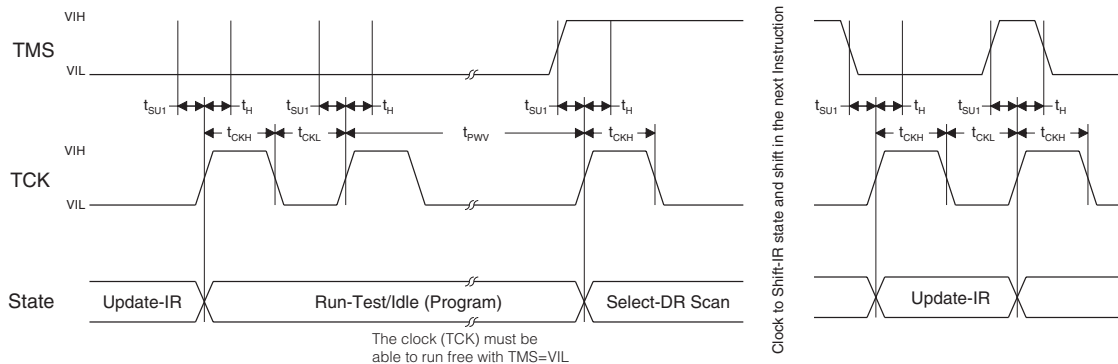 VIH
TMS
VIL
tSU1 tH tSU1 tH tSU1 tH tSU1 tH tSU1 tH
tCKH tCKL tPWV tCKH tCKH tCKL tCKH
VIH
TCK
VIL
State
Update-IR
Run-Test/Idle (Program)
Select-DR Scan
Update-IR
The clock (TCK) must be
able to run free with TMS=VIL
Clock to Shift-IR state and shift in the next Instruction